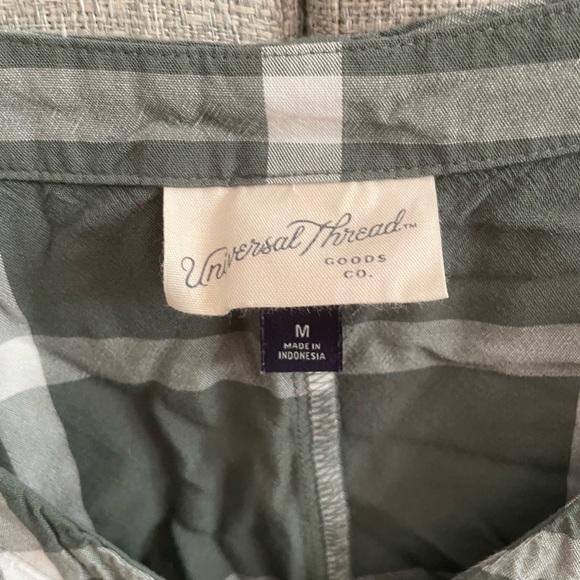 Universal Thread™
GOODS
CO.
M
MADE IN
INDONESIA